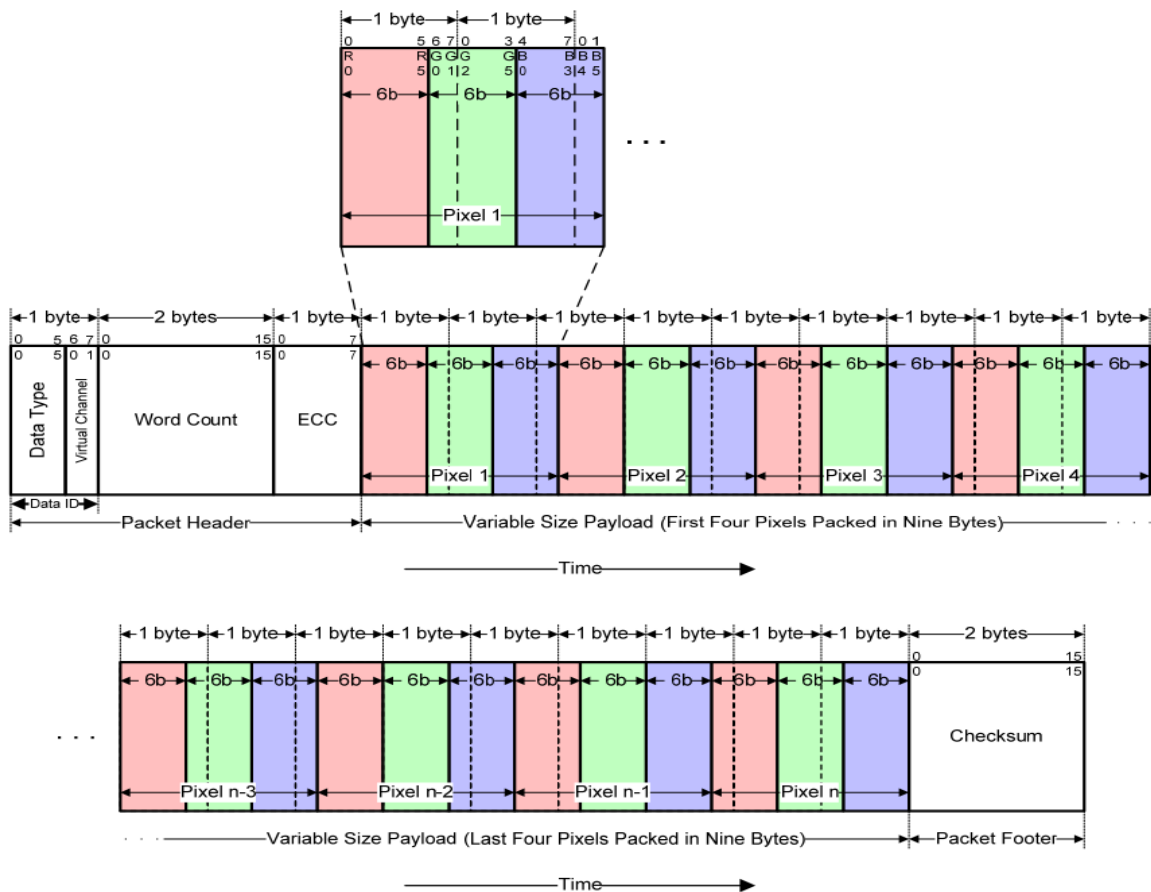 1 byte 1 byte
0 5 6 7 0 3 4 7 0 1
R R G G G G B B B B
0 5 0 1 2 5 0 3 4 5
6b 6b 6b
. . .
Pixel 1
1 byte 2 bytes 1 byte 1 byte 1 byte 1 byte 1 byte 1 byte 1 byte 1 byte 1 byte 1 byte
0 5 6 7 0 15 0 7
0 5 0 1 0 15 0 7
6b 6b 6b 6b 6b 6b 6b 6b 6b 6b 6b 6b
Data Type
Virtual Channel
Word Count
ECC
Pixel 1 Pixel 2 Pixel 3 Pixel 4
Data ID
Packet Header
Variable Size Payload (First Four Pixels Packed in Nine Bytes) . . .
Time
1 byte 1 byte 1 byte 1 byte 1 byte 1 byte 1 byte 1 byte 1 byte 2 bytes
0 15
0 15
6b 6b 6b 6b 6b 6b 6b 6b 6b 6b 6b 6b
. . .
Checksum
Pixel n-3 Pixel n-2 Pixel n-1 Pixel n
. . . Variable Size Payload (Last Four Pixels Packed in Nine Bytes)
Packet Footer
Time